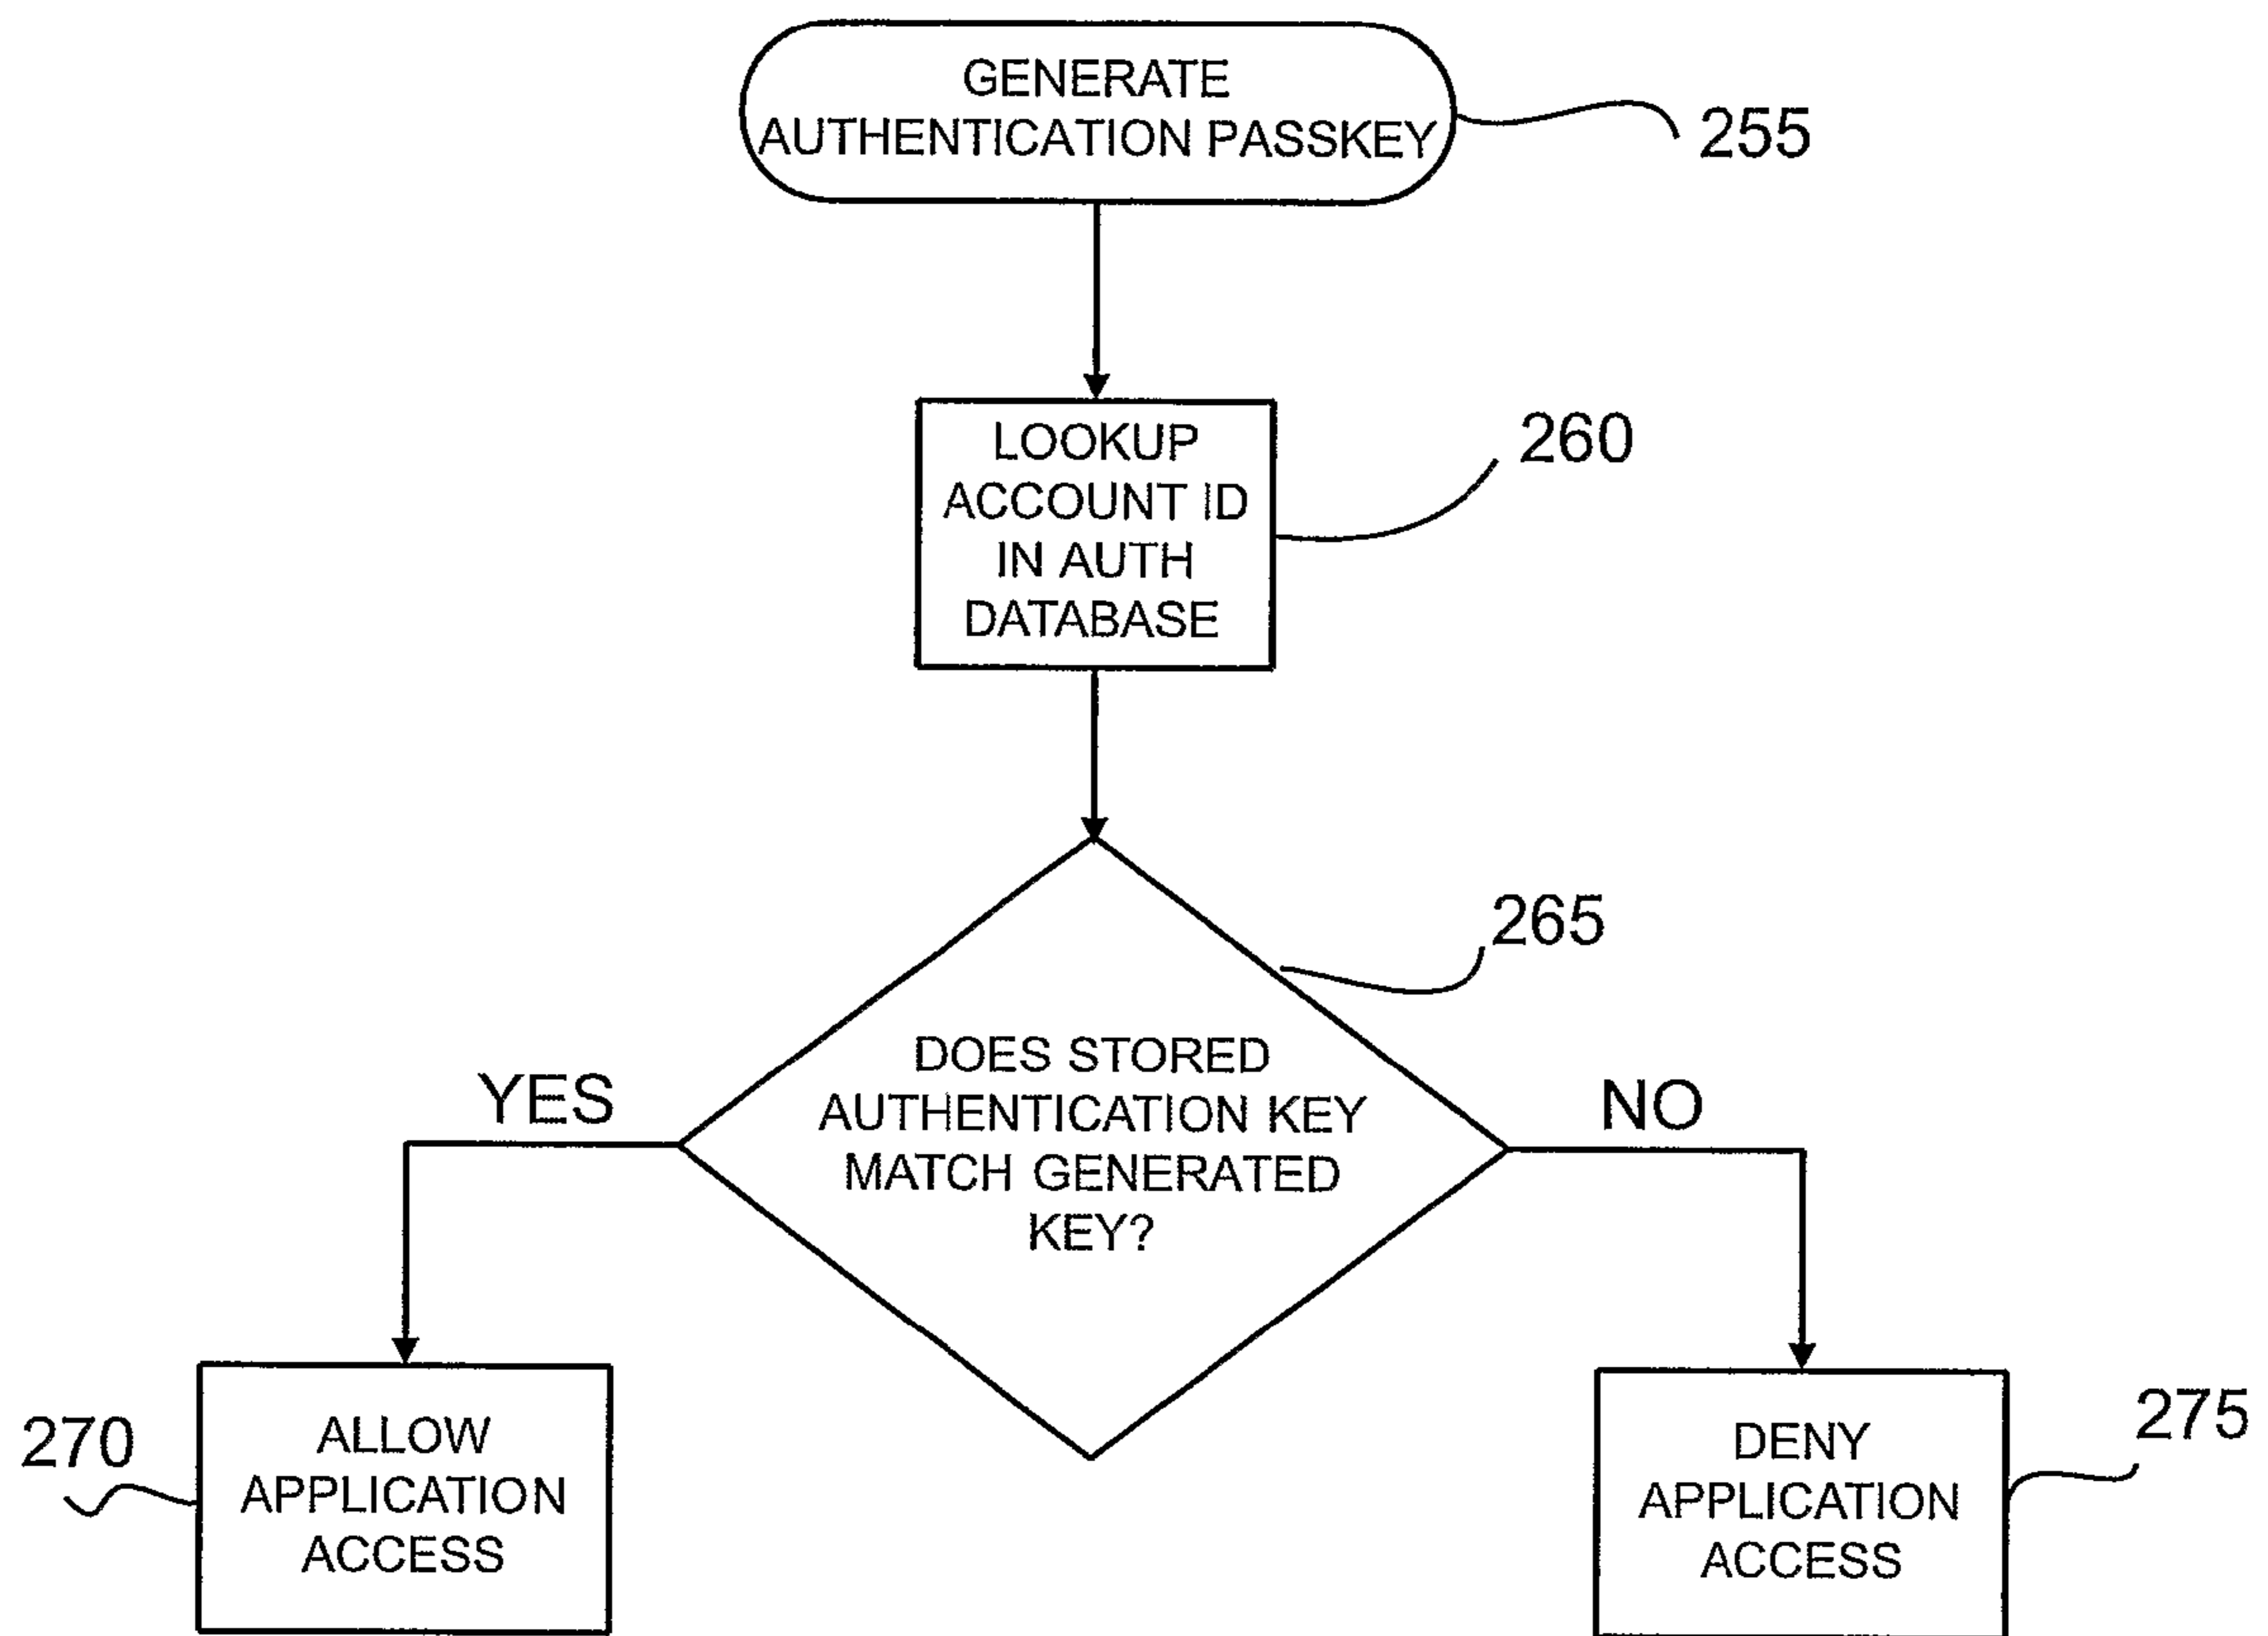 GENERATE
AUTHENTICATION PASSKEY
255
LOOKUP
ACCOUNT ID
IN AUTH
DATABASE
260
265
DOES STORED
AUTHENTICATION KEY
MATCH GENERATED
KEY?
YES
NO
270
ALLOW
APPLICATION
ACCESS
DENY
APPLICATION
ACCESS
275